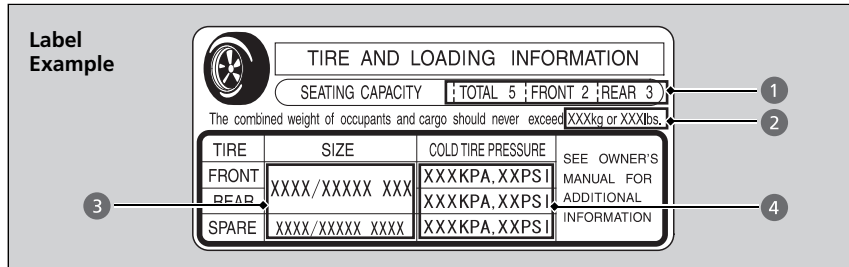 Label
Example
TIRE AND LOADING INFORMATION
SEATING CAPACITY TOTAL 5 FRONT 2 REAR 3
1
The combined weight of occupants and cargo should never exceed XXXkg or XXXlbs.
2
TIRE SIZE COLD TIRE PRESSURE
SEE OWNER'S
MANUAL FOR
ADDITIONAL
INFORMATION
FRONT XXXX/XXXXX XXX XXXKPA,XXPSI
REAR XXXKPA,XXPSI
SPARE XXXX/XXXXX XXXX XXXKPA,XXPSI
3
4